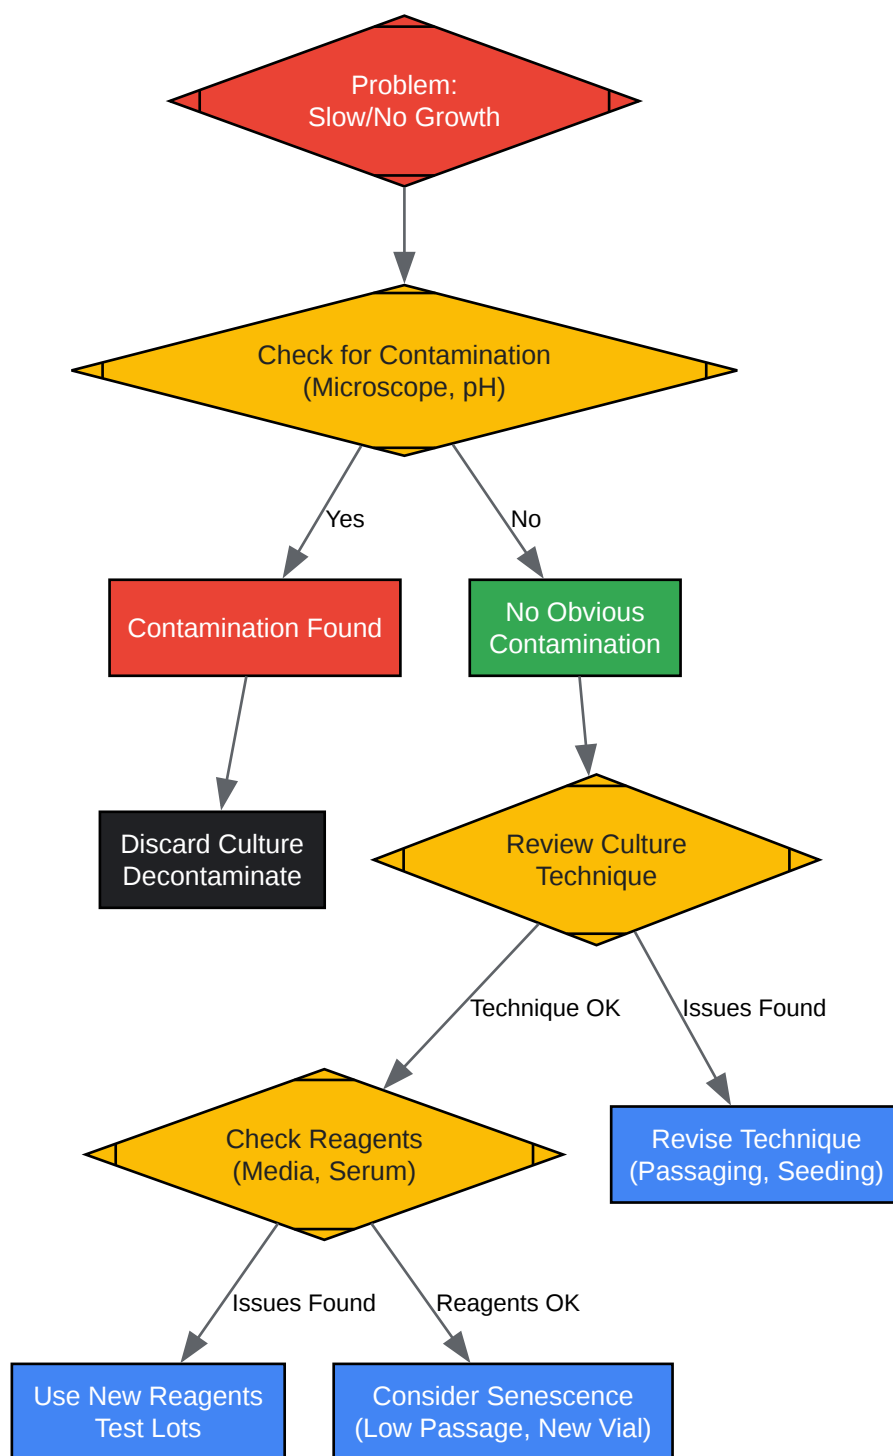 Problem:
Slow/No Growth
Check for Contamination
(Microscope, pH)
Yes
No
Contamination Found
No Obvious
Contamination
Discard Culture
Decontaminate
Review Culture
Technique
Technique OK
Issues Found
Check Reagents
(Media, Serum)
Revise Technique
(Passaging, Seeding)
Issues Found
Reagents OK
Use New Reagents
Test Lots
Consider Senescence
(Low Passage, New Vial)